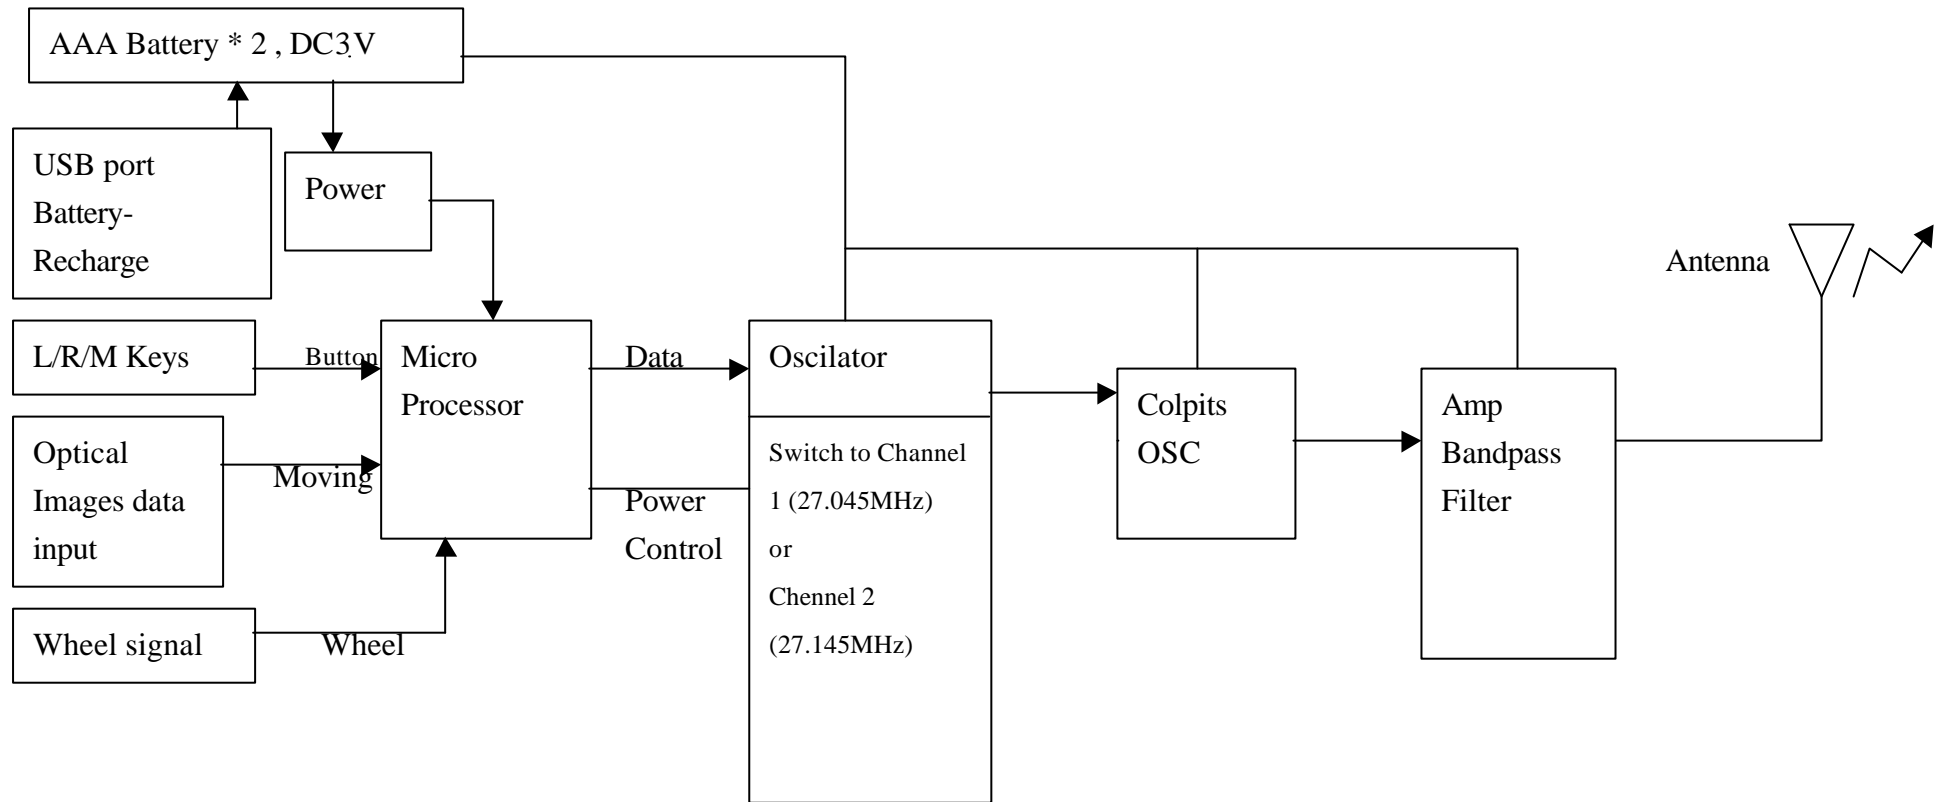 AAA Battery * 2 , DC3V
USB port
Battery-
Recharge
Power
Antenna
L/R/M Keys
Button
Micro
Processor
Data
Oscilator
Colpits
OSC
Amp
Bandpass
Filter
Optical
Images data
input
Moving
Power
Control
Switch to Channel
1 (27.045MHz)
or
Chennel 2
(27.145MHz)
Wheel signal
Wheel